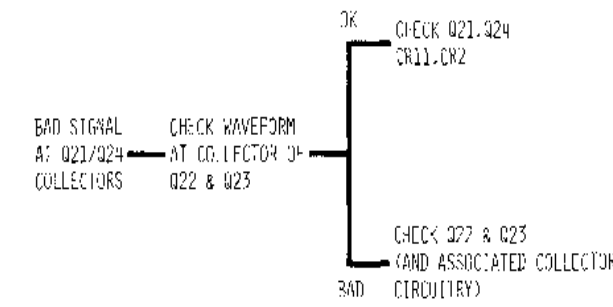 OK
CHECK Q21,Q24
CR11,CR2
BAD SIGNAL
AT Q21/Q24
COLLECTORS
CHECK WAVEFORM
AT COLLECTOR OF
Q22 & Q23
CHECK Q22 & Q23
(AND ASSOCIATED COLLECTOR
CIRCUITRY)
BAD